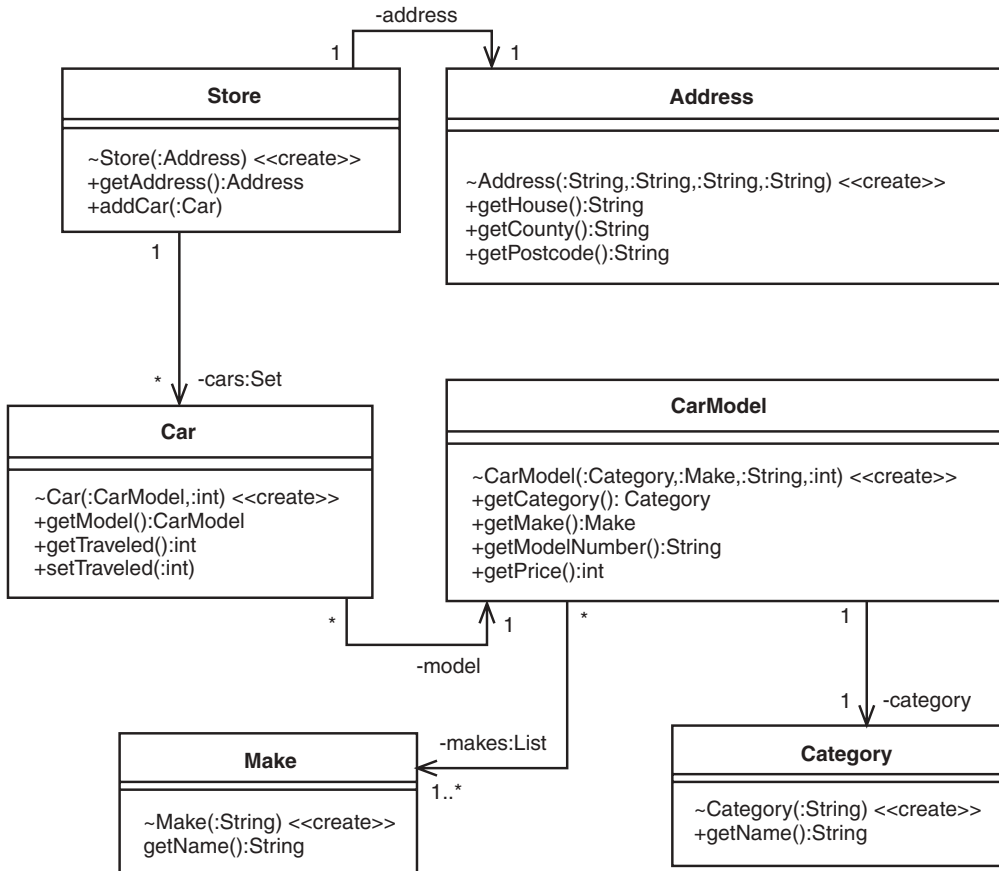 -address
1
1
Store
~Store(:Address) <<create>>
+getAddress():Address
+addCar(:Car)
Address
~Address(:String,:String,:String,:String) <<create>>
+getHouse():String
+getCounty():String
+getPostcode():String
1
* -cars:Set
Car
~Car(:CarModel,:int) <<create>>
+getModel():CarModel
+getTraveled():int
+setTraveled(:int)
CarModel
~CarModel(:Category,:Make,:String,:int) <<create>>
+getCategory(): Category
+getMake():Make
+getModelNumber():String
+getPrice():int
*
1
-model
*
1
-makes:List
1..*
1 -category
Make
~Make(:String) <<create>>
getName():String
Category
~Category(:String) <<create>>
+getName():String